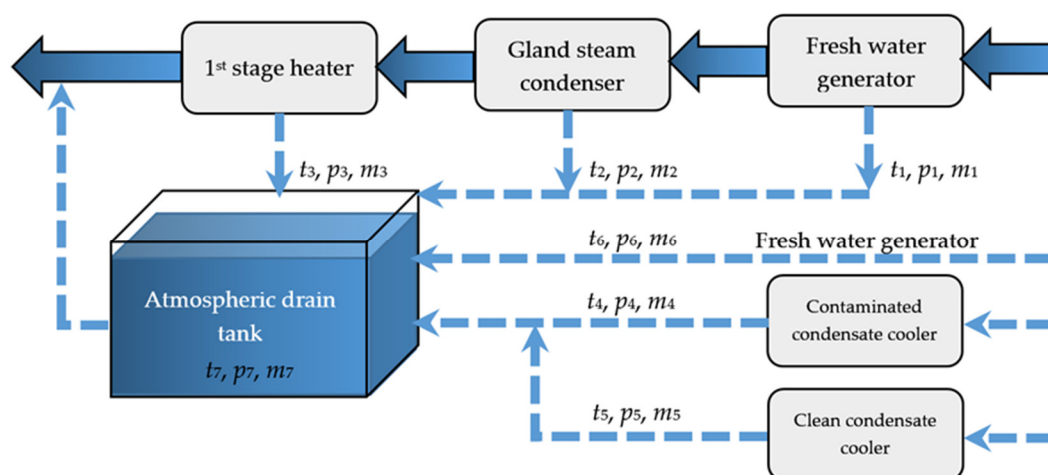 1st stage heater
Gland steam
condenser
Fresh water
generator
t3, p3, m3
t2, p2, m2
t1, p1, m1
t6, p6, m6
Fresh water generator
Atmospheric drain
tank
t7, p7, m7
t4, p4, m4
Contaminated
condensate cooler
t5, p5, m5
Clean condensate
cooler